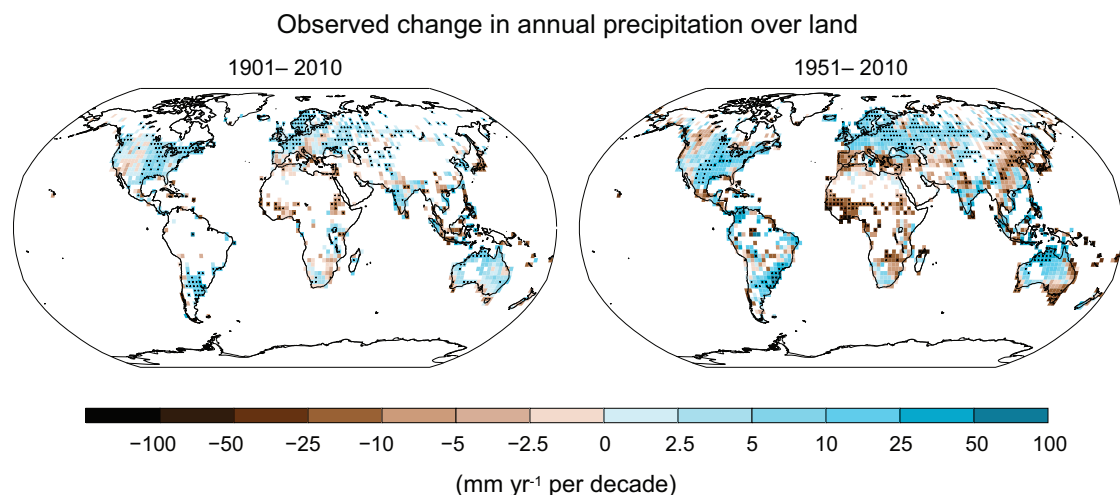 Observed change in annual precipitation over land
1901– 2010
1951– 2010
−100 −50 −25 −10 −5 −2.5 0 2.5 5 10 25 50 100
(mm yr⁻¹ per decade)